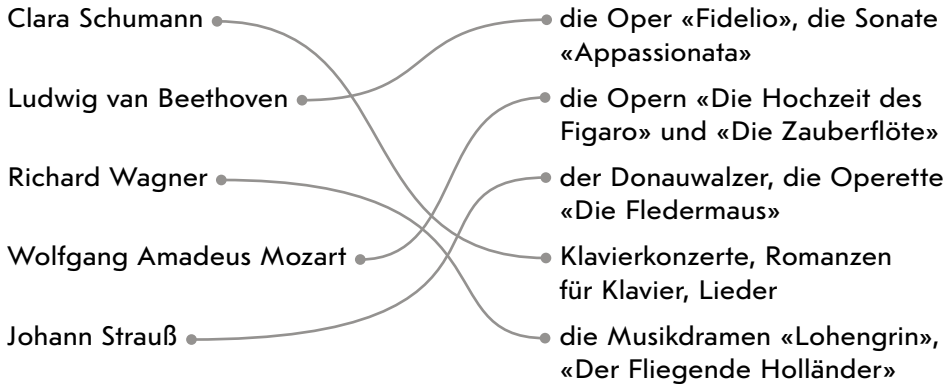 Clara Schumann
Ludwig van Beethoven
Richard Wagner
Wolfgang Amadeus Mozart
Johann Strauß
die Oper «Fidelio», die Sonate
«Appassionata»
die Opern «Die Hochzeit des
Figaro» und «Die Zauberflöte»
der Donauwalzer, die Operette
«Die Fledermaus»
Klavierkonzerte, Romanzen
für Klavier, Lieder
die Musikdramen «Lohengrin»,
«Der Fliegende Holländer»